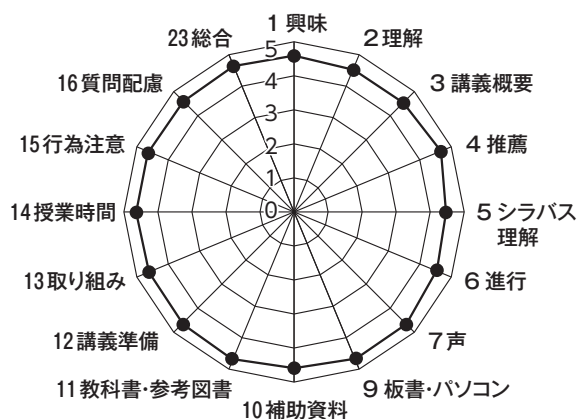 1 興味
2 理解
3 講義概要
4 推薦
5 シラバス
理解
6 進行
7 声
9 板書・パソコン
10 補助資料
11 教科書・参考図書
12 講義準備
13 取り組み
14 授業時間
15 行為注意
16 質問配慮
23 総合
5
4
3
2
1
0